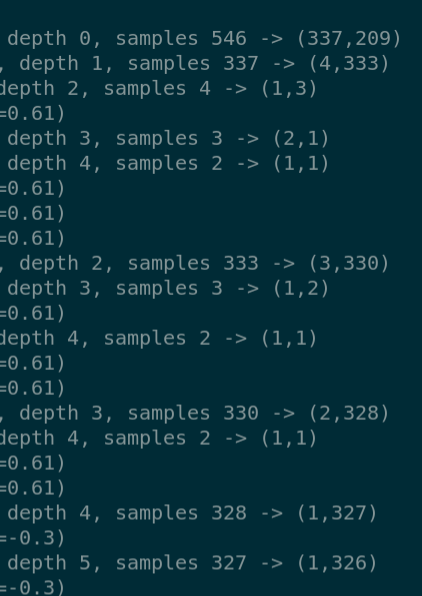 depth 0, samples 546 -> (337,209)
, depth 1, samples 337 -> (4,333)
depth 2, samples 4 -> (1,3)
=0.61)
depth 3, samples 3 -> (2,1)
depth 4, samples 2 -> (1,1)
=0.61)
=0.61)
=0.61)
, depth 2, samples 333 -> (3,330)
depth 3, samples 3 -> (1,2)
=0.61)
depth 4, samples 2 -> (1,1)
=0.61)
=0.61)
, depth 3, samples 330 -> (2,328)
depth 4, samples 2 -> (1,1)
=0.61)
=0.61)
depth 4, samples 328 -> (1,327)
=-0.3)
depth 5, samples 327 -> (1,326)
=-0.3)